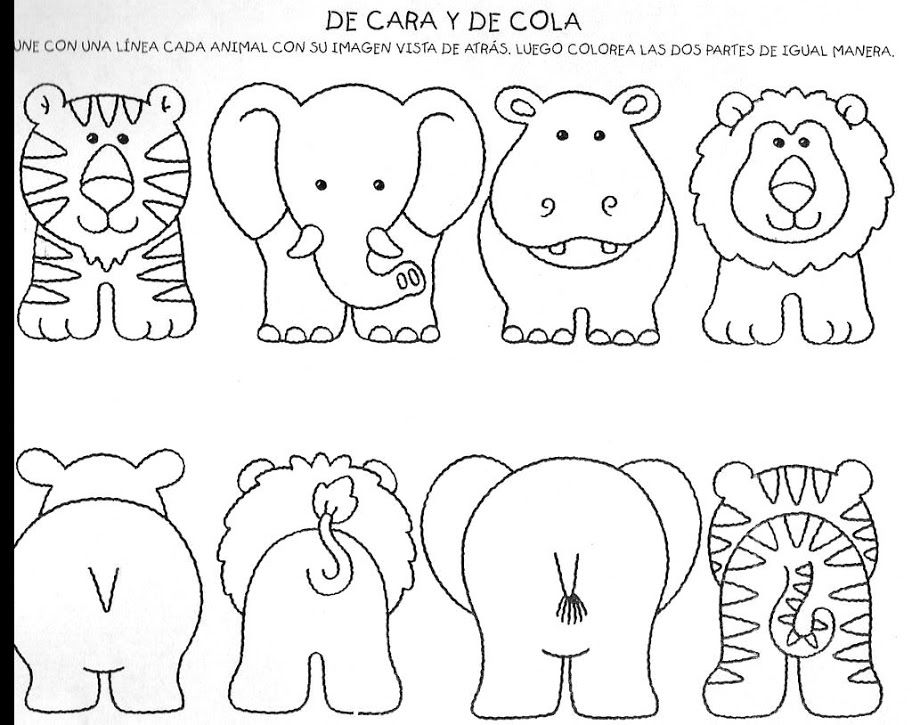 DE CARA Y DE COLA
UNE CON UNA LÍNEA CADA ANIMAL CON SU IMAGEN VISTA DE ATRÁS. LUEGO COLOREA LAS DOS PARTES DE IGUAL MANERA.